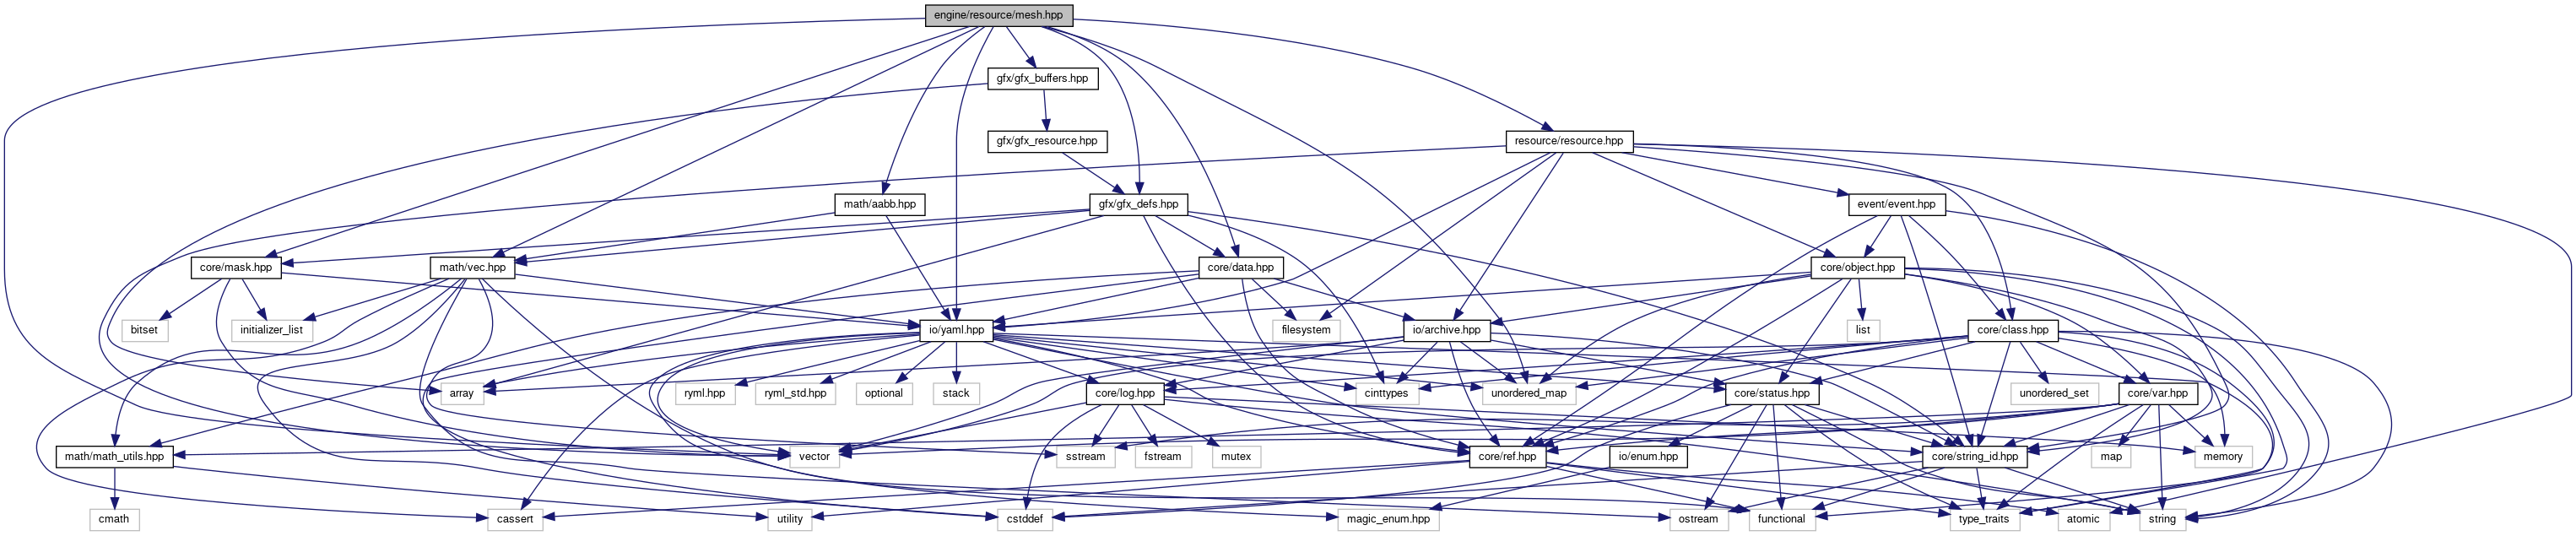 engine/resource/mesh.hpp
gfx/gfx_buffers.hpp
gfx/gfx_resource.hpp
resource/resource.hpp
math/aabb.hpp
gfx/gfx_defs.hpp
event/event.hpp
core/mask.hpp
math/vec.hpp
core/data.hpp
core/object.hpp
bitset
initializer_list
io/yaml.hpp
filesystem
io/archive.hpp
list
core/class.hpp
array
ryml.hpp
ryml_std.hpp
optional
stack
core/log.hpp
cinttypes
unordered_map
core/status.hpp
unordered_set
core/var.hpp
math/math_utils.hpp
vector
sstream
fstream
mutex
core/ref.hpp
io/enum.hpp
core/string_id.hpp
map
memory
cmath
cassert
utility
cstddef
magic_enum.hpp
ostream
functional
type_traits
atomic
string